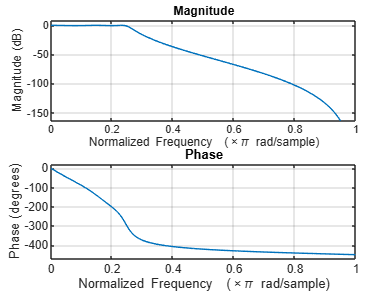 Magnitude
Magnitude (dB)
0
-50
-100
-150
0 0.2 0.4 0.6 0.8 1
Normalized Frequency (×π rad/sample)
Phase
Phase (degrees)
0
-100
-200
-300
-400
0 0.2 0.4 0.6 0.8 1
Normalized Frequency (×π rad/sample)